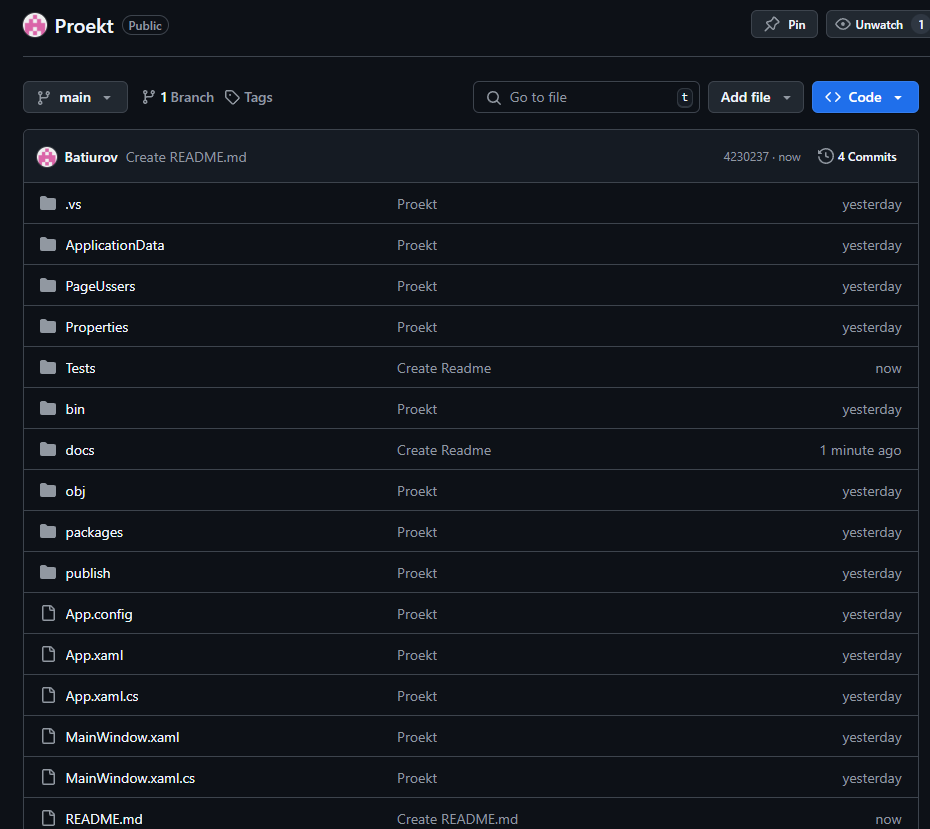 Proekt Public Pin Unwatch 1
main 1 Branch Tags Go to file t Add file Code
Batiurov Create README.md 4230237 · now 4 Commits
.vs Proekt yesterday
ApplicationData Proekt yesterday
PageUssers Proekt yesterday
Properties Proekt yesterday
Tests Create Readme now
bin Proekt yesterday
docs Create Readme 1 minute ago
obj Proekt yesterday
packages Proekt yesterday
publish Proekt yesterday
App.config Proekt yesterday
App.xaml Proekt yesterday
App.xaml.cs Proekt yesterday
MainWindow.xaml Proekt yesterday
MainWindow.xaml.cs Proekt yesterday
README.md Create README.md now